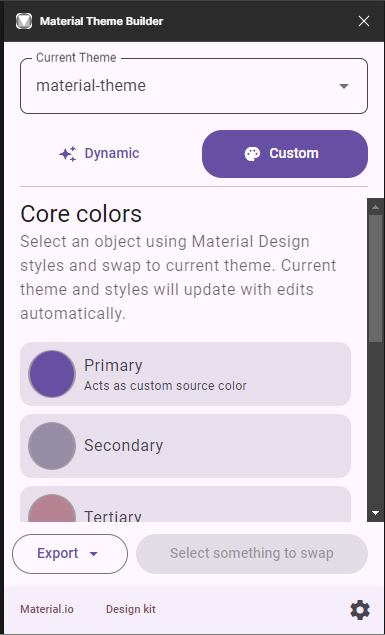 Material Theme Builder
Current Theme
material-theme
Dynamic
Custom
Core colors
Select an object using Material Design
styles and swap to current theme. Current
theme and styles will update with edits
automatically.
Primary
Acts as custom source color
Secondary
Tertiary
Export
Select something to swap
Material.io
Design kit